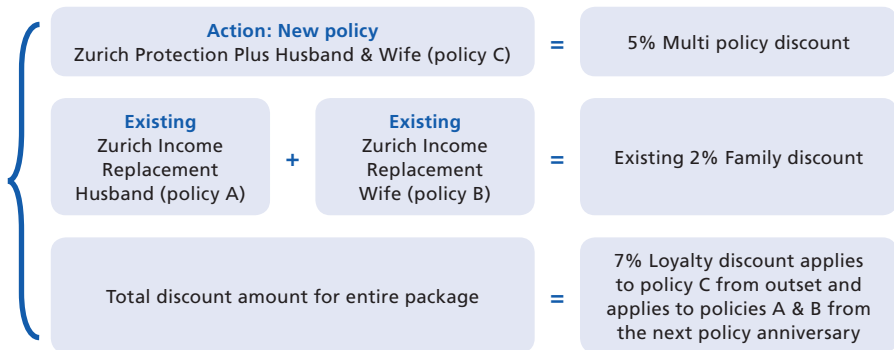 Action: New policy
Zurich Protection Plus Husband & Wife (policy C)
=
5% Multi policy discount
Existing
Zurich Income
Replacement
Husband (policy A)
+
Existing
Zurich Income
Replacement
Wife (policy B)
=
Existing 2% Family discount
Total discount amount for entire package
=
7% Loyalty discount applies
to policy C from outset and
applies to policies A & B from
the next policy anniversary